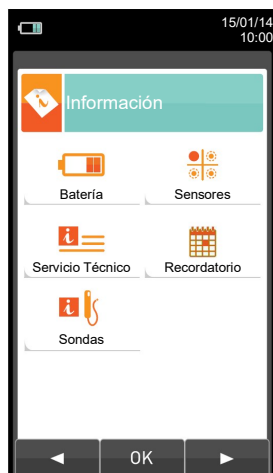 15/01/14
10:00
Información
Batería
Sensores
Servicio Técnico
Recordatorio
Sondas
OK